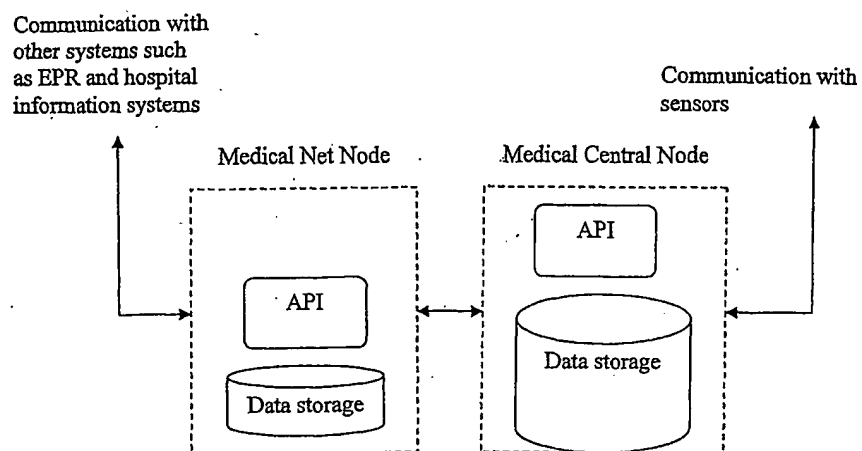 Communication with
other systems such
as EPR and hospital
information systems
Communication with
sensors
Medical Net Node
Medical Central Node
API
API
Data storage
Data storage